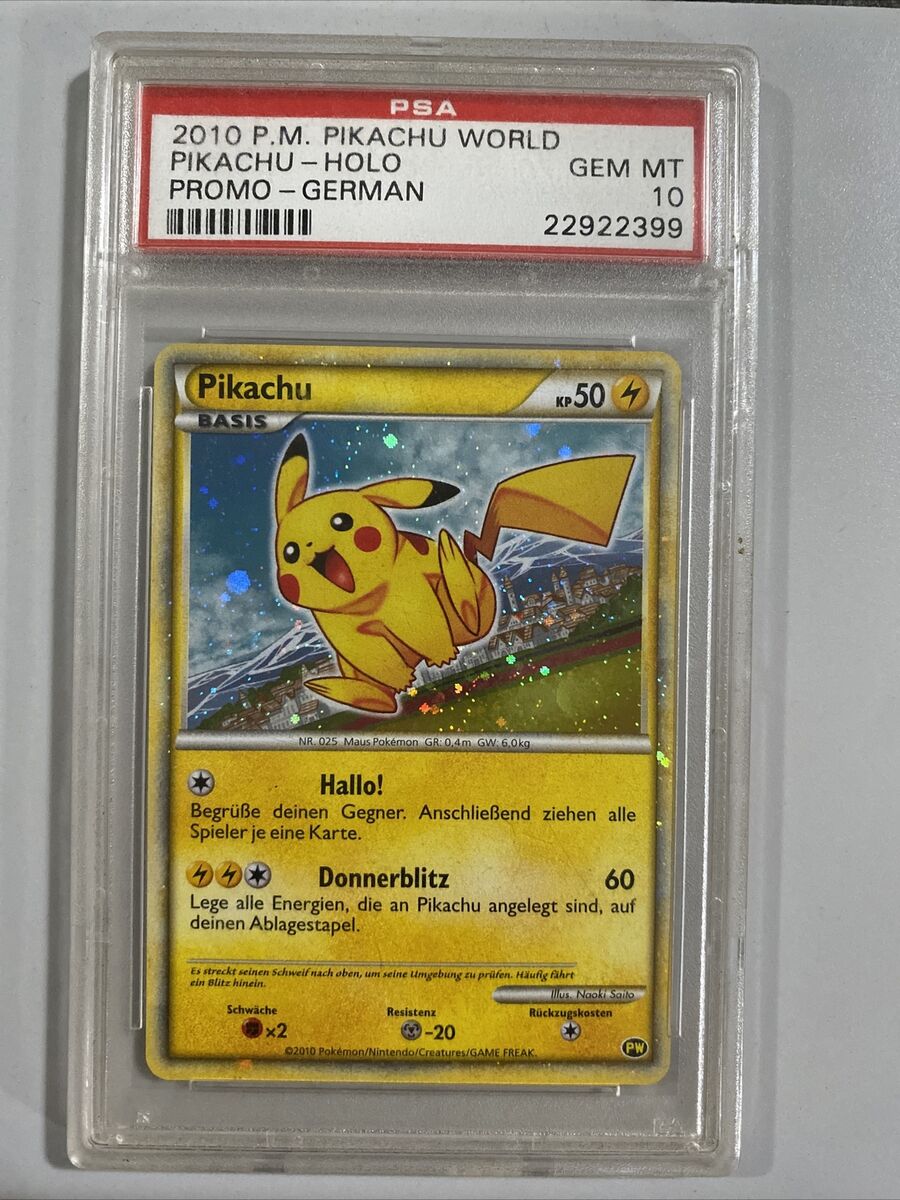 PSA
2010 P.M. PIKACHU WORLD
PIKACHU-HOLO GEM MT
PROMO-GERMAN 10
22922399
Pikachu KP 50
BASIS
NR. 025 Maus Pokémon GR: 0,4m GW: 6,0kg
Hallo!
Begrüße deinen Gegner. Anschließend ziehen alle
Spieler je eine Karte.
Donnerblitz 60
Lege alle Energien, die an Pikachu angelegt sind, auf
deinen Ablagestapel.
Es streckt seinen Schweif nach oben, um seine Umgebung zu prüfen. Häufig fährt
ein Blitz hinein.
Illus. Naoki Saito
Schwäche Resistenz Rückzugskosten
×2 -20
©2010 Pokémon/Nintendo/Creatures/GAME FREAK.
PW